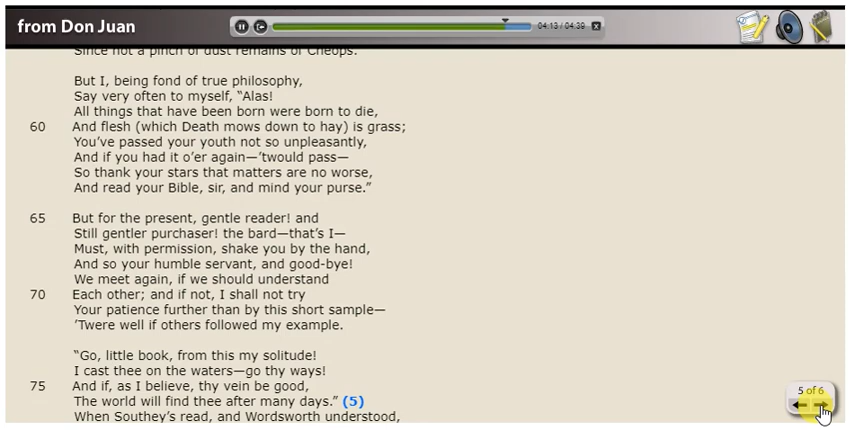 from Don Juan
04:13 / 04:39
Since not a pinch of dust remains of Cheops.
But I, being fond of true philosophy,
Say very often to myself, “Alas!
All things that have been born were born to die,
60 And flesh (which Death mows down to hay) is grass;
You’ve passed your youth not so unpleasantly,
And if you had it o’er again—’twould pass—
So thank your stars that matters are no worse,
And read your Bible, sir, and mind your purse.”
65 But for the present, gentle reader! and
Still gentler purchaser! the bard—that’s I—
Must, with permission, shake you by the hand,
And so your humble servant, and good-bye!
We meet again, if we should understand
70 Each other; and if not, I shall not try
Your patience further than by this short sample—
’Twere well if others followed my example.
“Go, little book, from this my solitude!
I cast thee on the waters—go thy ways!
75 And if, as I believe, thy vein be good,
The world will find thee after many days.” (5)
When Southey’s read, and Wordsworth understood,
5 of 6